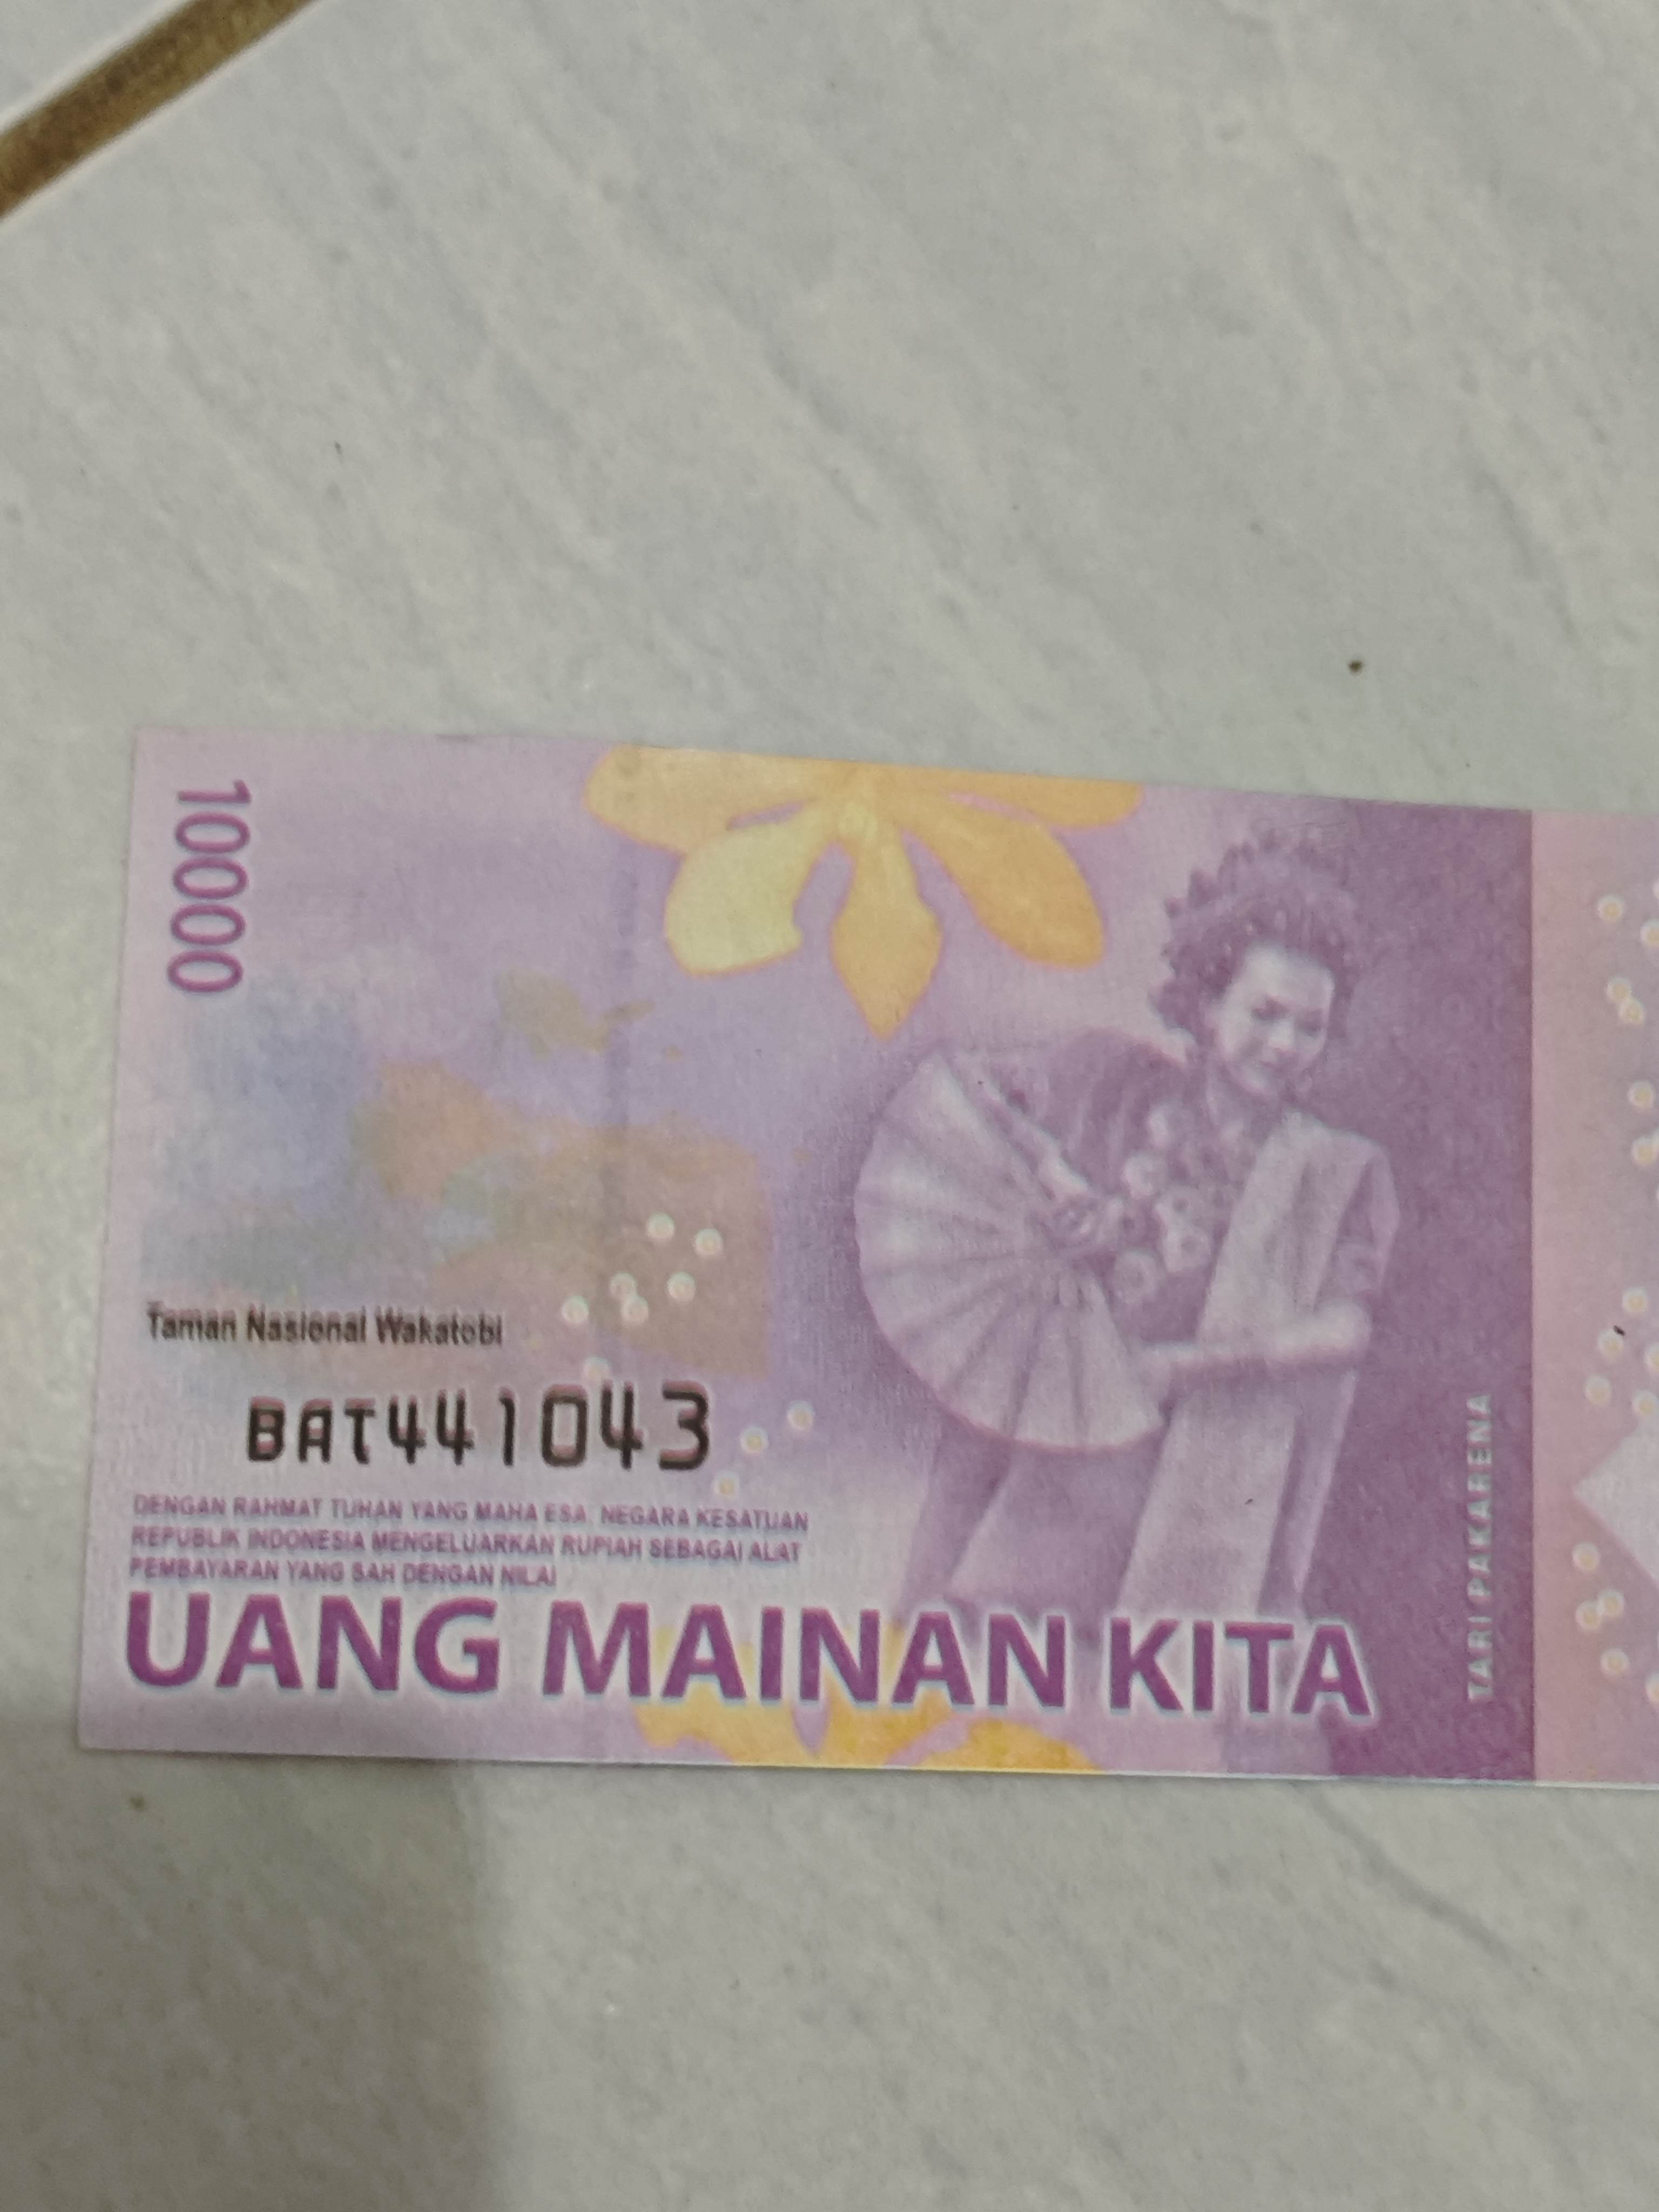 10000
Taman Nasional Wakatobi
BAT441043
DENGAN RAHMAT TUHAN YANG MAHA ESA, NEGARA KESATUAN
REPUBLIK INDONESIA MENGELUARKAN RUPIAH SEBAGAI ALAT
PEMBAYARAN YANG SAH DENGAN NILAI
UANG MAINAN KITA
TARI PAKARENA